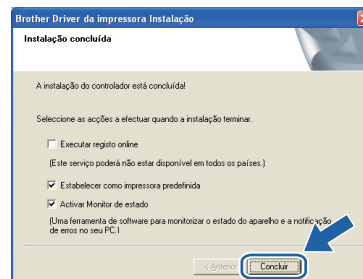 Brother Driver da impressora Instalação
Instalação concluída
A instalação do controlador está concluída!
Seleccione as acções a efectuar quando a instalação terminar.
Executar registo online
(Este serviço poderá não estar disponível em todos os países.)
Estabelecer como impressora predefinida
Activar Monitor de estado
(Uma ferramenta de software para monitorizar o estado do aparelho e a notificação
de erros no seu PC.)
< Anterior
Concluir